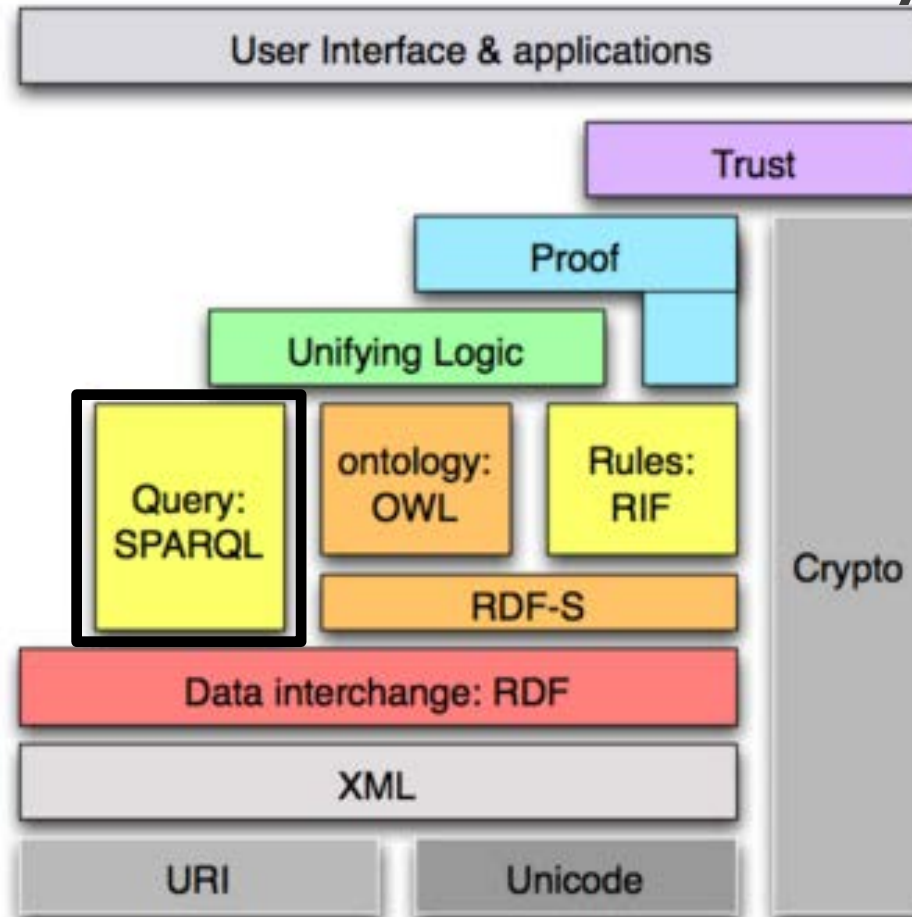 User Interface & applications
Trust
Proof
Unifying Logic
Query:
SPARQL
ontology:
OWL
Rules:
RIF
Crypto
RDF-S
Data interchange: RDF
XML
URI
Unicode